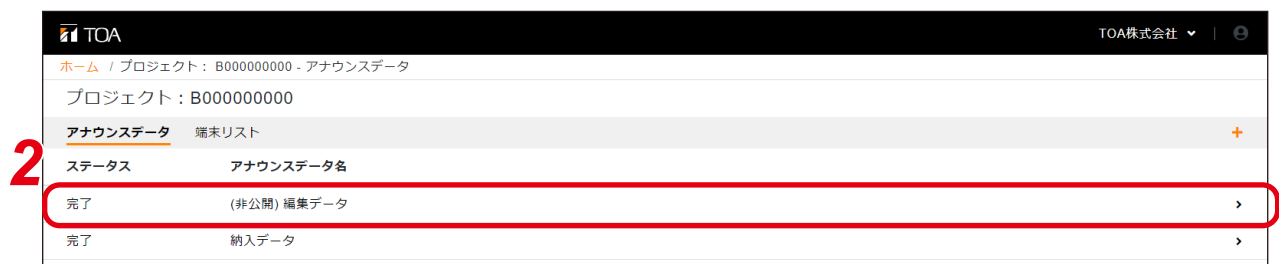 TOA TOA株式会社
ホーム / プロジェクト： B000000000 - アナウンスデータ
プロジェクト：B000000000
アナウンスデータ 端末リスト +
2
ステータス アナウンスデータ名
完了 (非公開) 編集データ
完了 納入データ